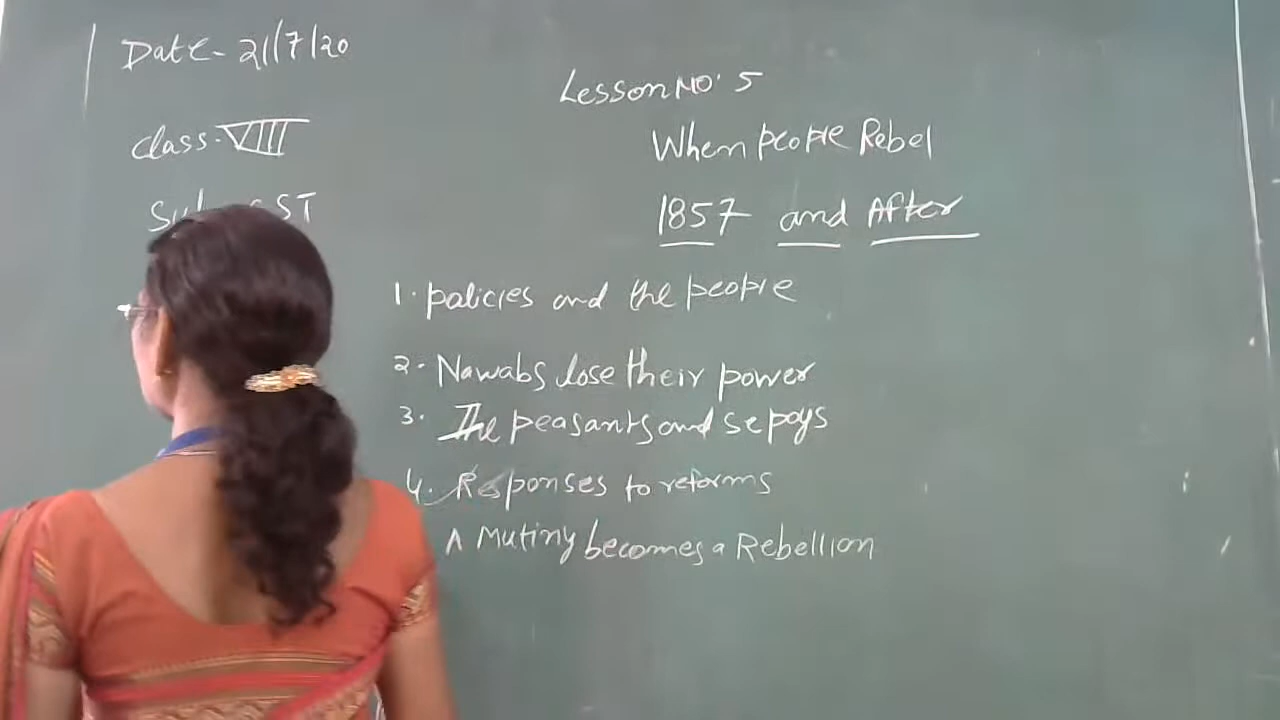 Date- 21/7/20
Lesson No. 5
class- VIII
When people Rebel
SST
1857 and After
1. policies and the people
2. Nawabs lose their power
3. The peasants and sepoys
4. Responses to reforms
A Mutiny becomes a Rebellion